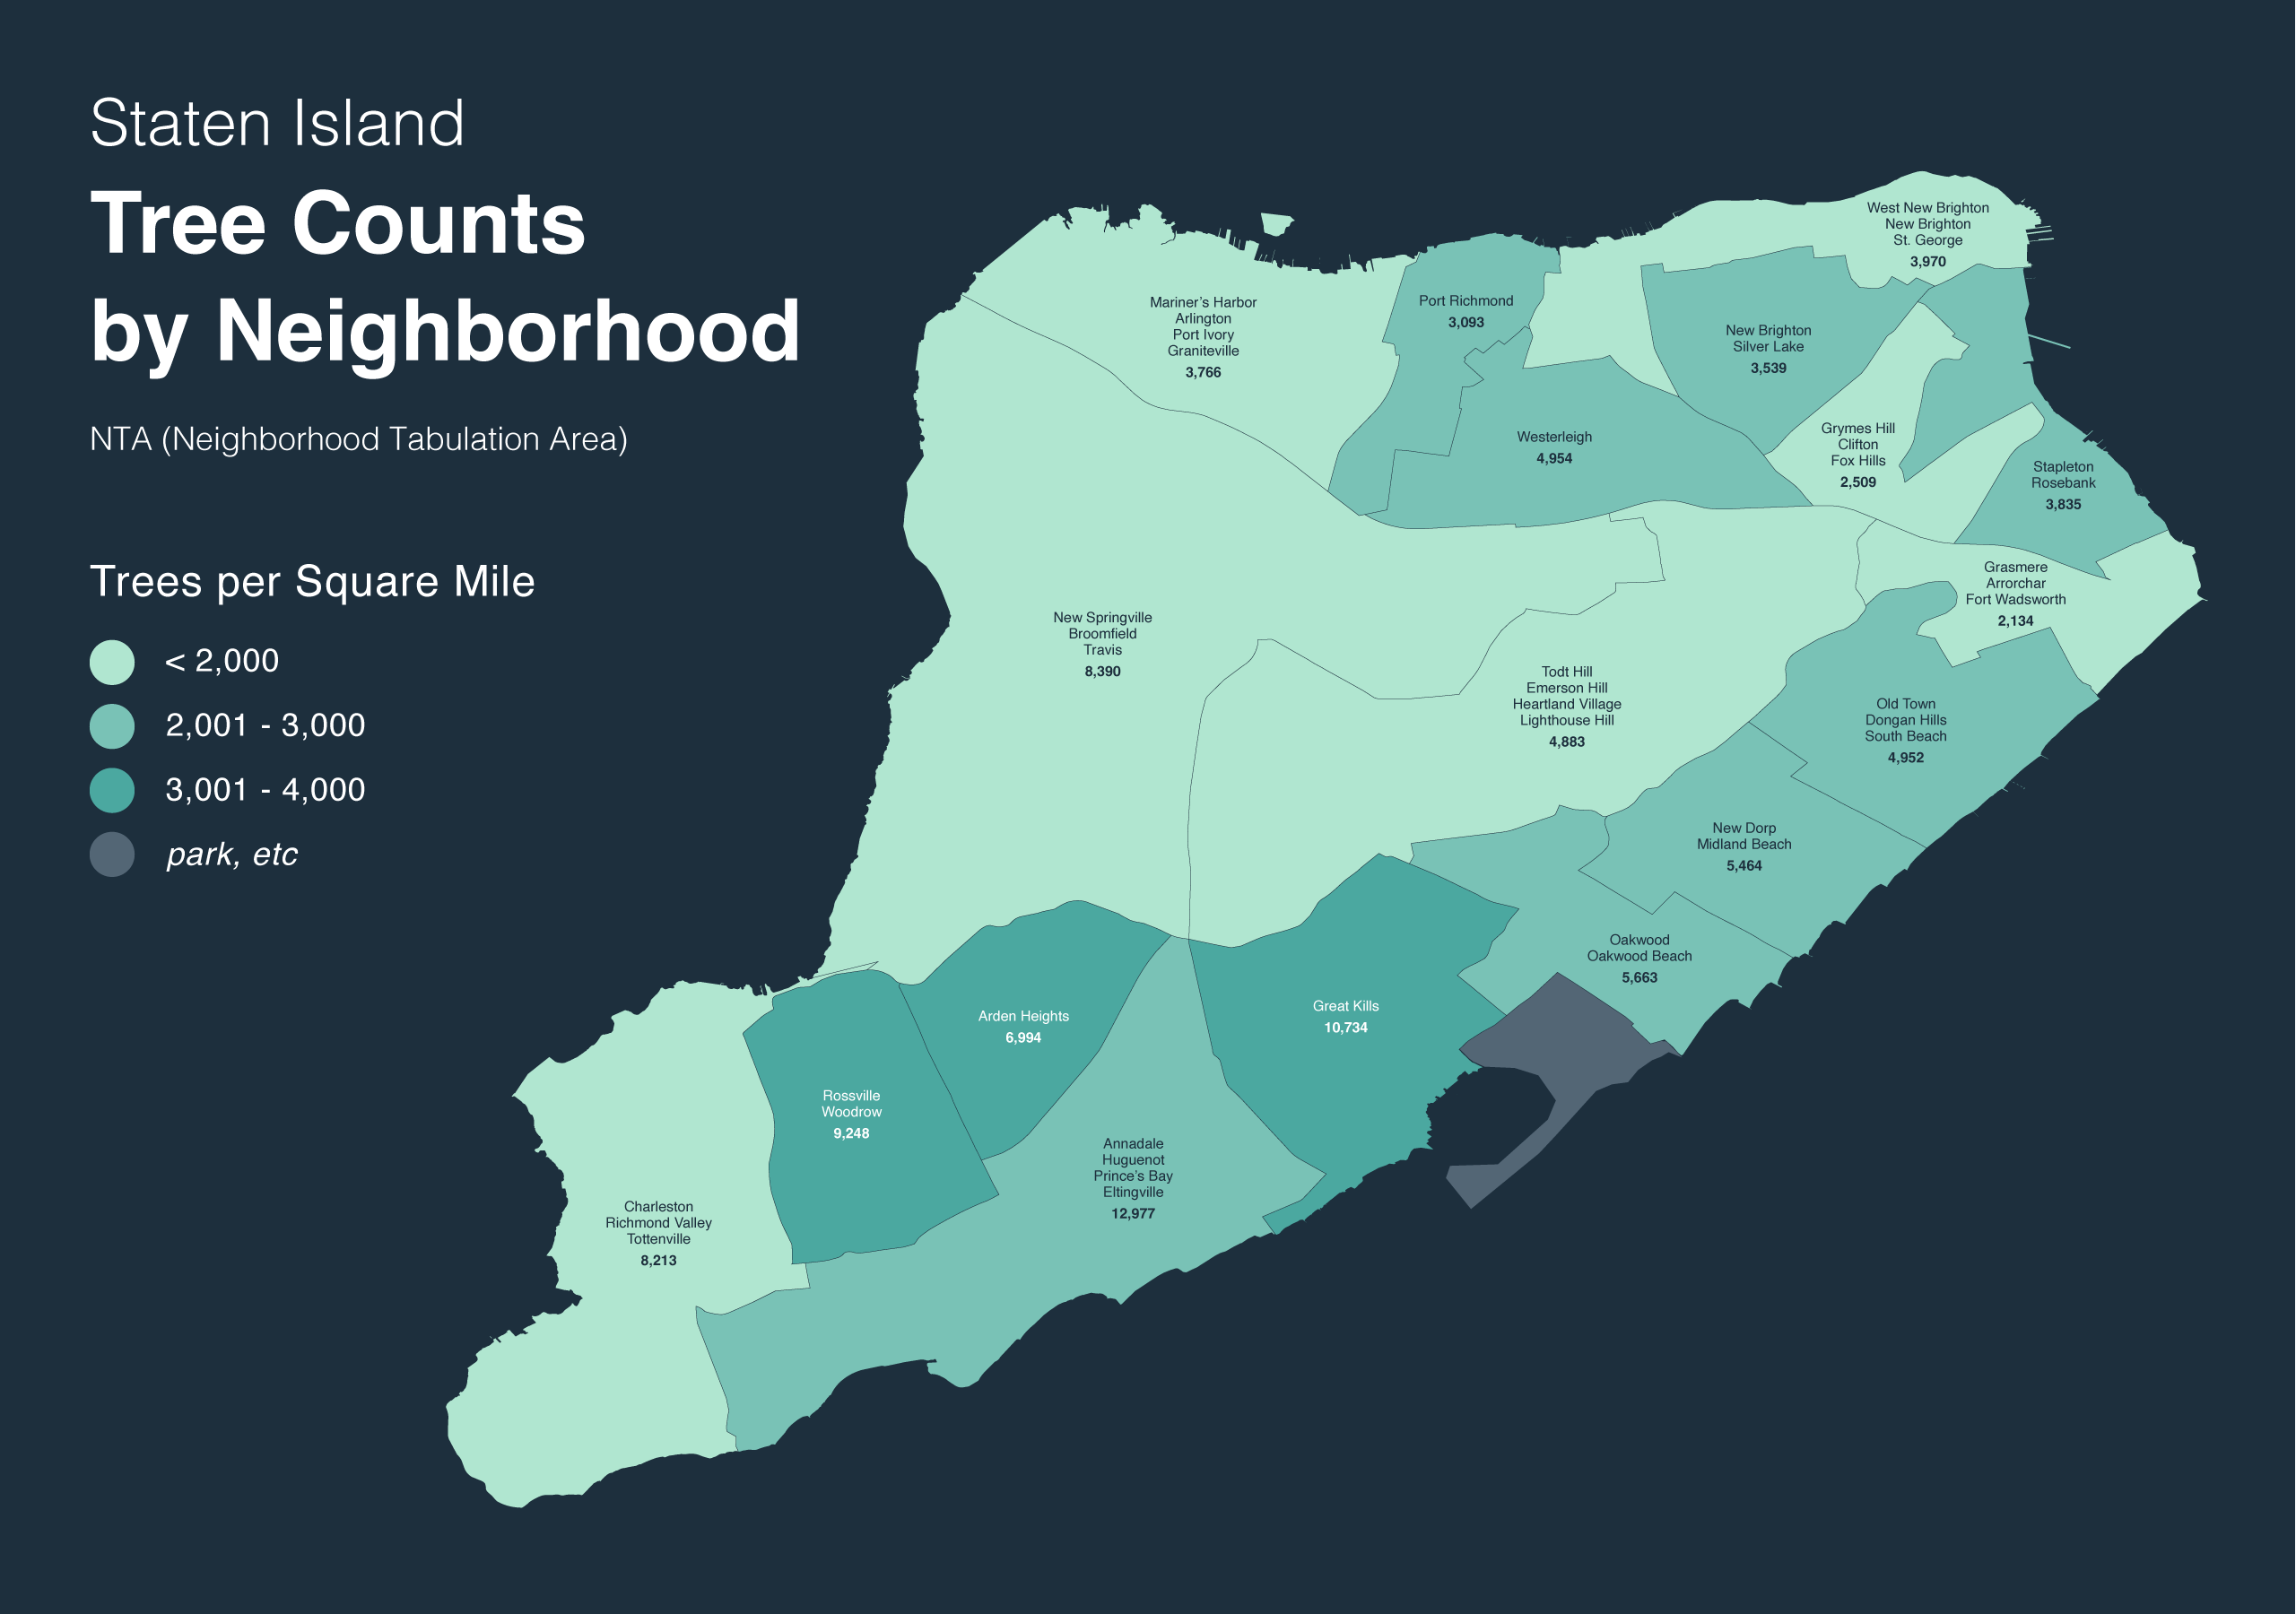 Staten Island
Tree Counts
by Neighborhood
NTA (Neighborhood Tabulation Area)
Trees per Square Mile
< 2,000
2,001 - 3,000
3,001 - 4,000
park, etc
West New Brighton
New Brighton
St. George
3,970
Mariner's Harbor
Arlington
Port Ivory
Graniteville
3,766
Port Richmond
3,093
New Brighton
Silver Lake
3,539
Westerleigh
4,954
Grymes Hill
Clifton
Fox Hills
2,509
Stapleton
Rosebank
3,835
Grasmere
Arrorchar
Fort Wadsworth
2,134
New Springville
Broomfield
Travis
8,390
Todt Hill
Emerson Hill
Heartland Village
Lighthouse Hill
4,883
Old Town
Dongan Hills
South Beach
4,952
New Dorp
Midland Beach
5,464
Oakwood
Oakwood Beach
5,663
Great Kills
10,734
Arden Heights
6,994
Rossville
Woodrow
9,248
Annadale
Huguenot
Prince's Bay
Eltingville
12,977
Charleston
Richmond Valley
Tottenville
8,213